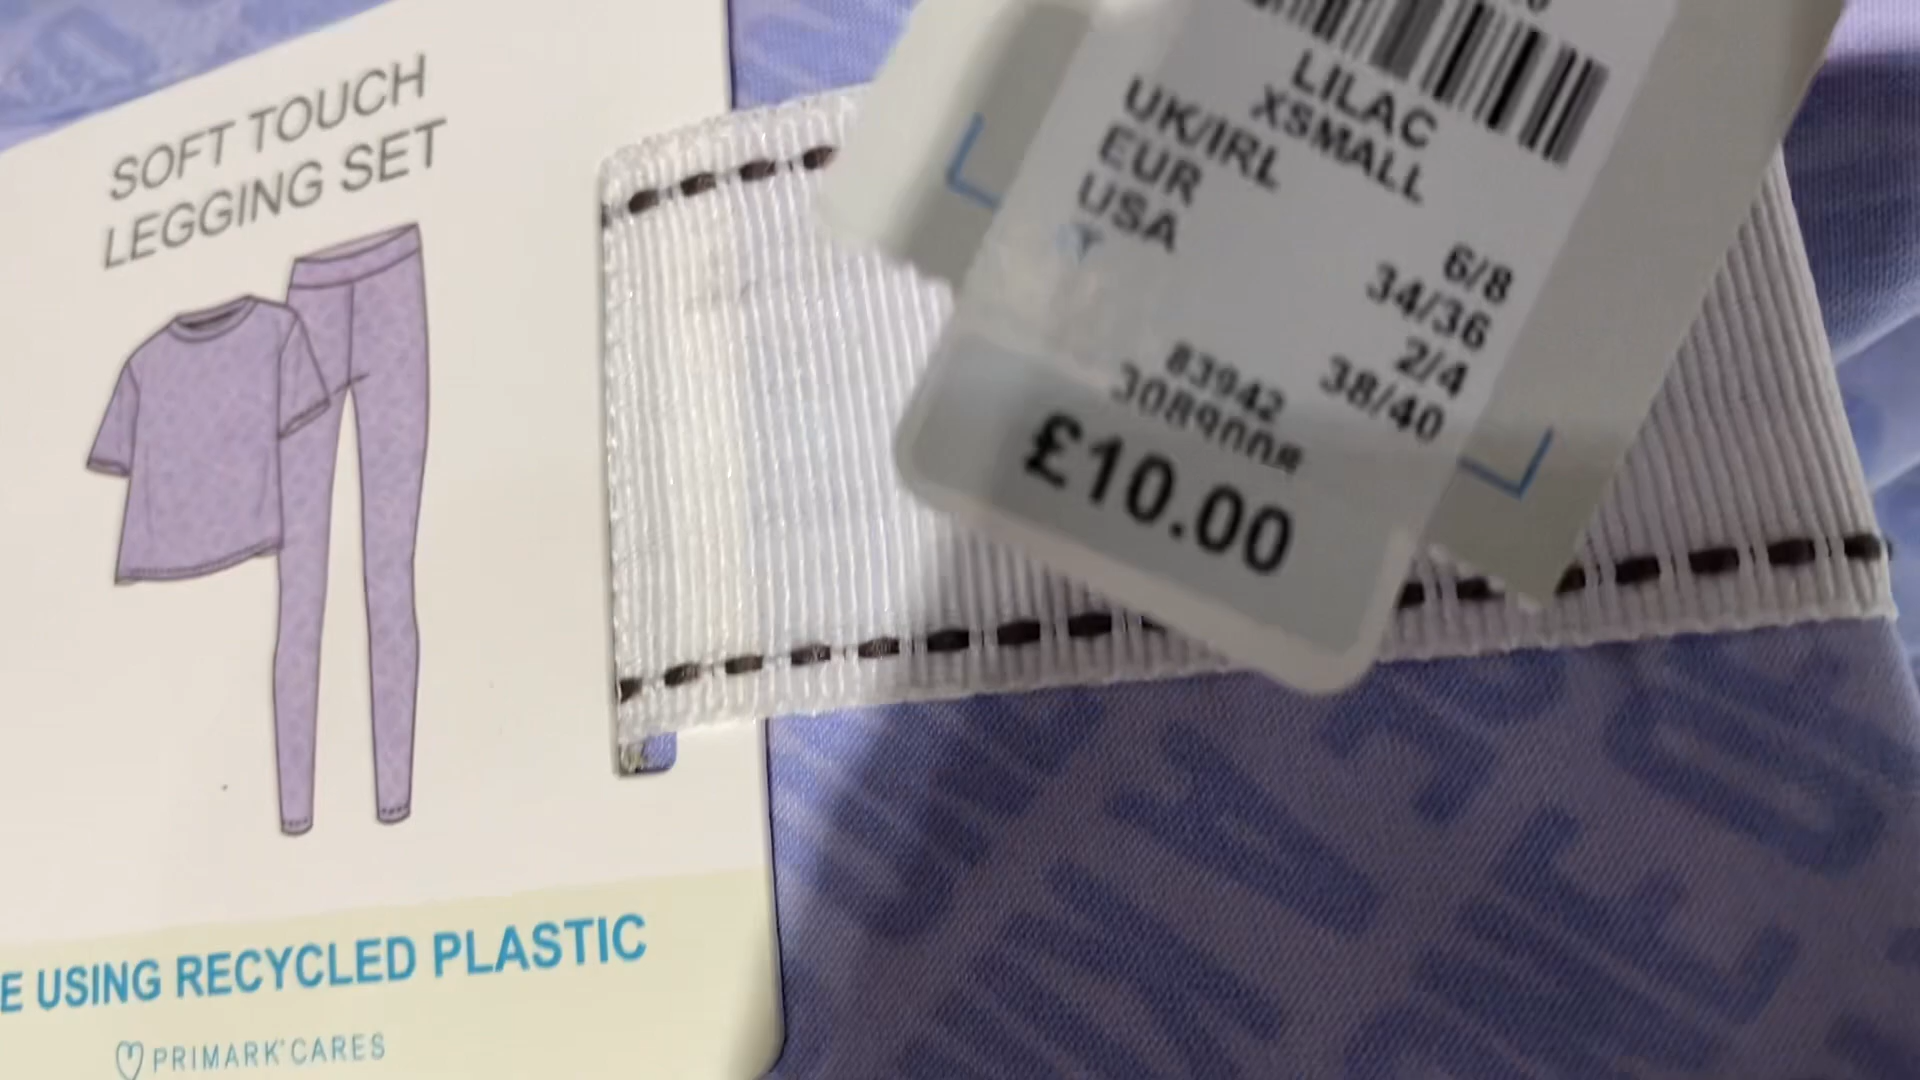 SOFT TOUCH
LEGGING SET
E USING RECYCLED PLASTIC
PRIMARK CARES
LILAC
XSMALL
UK/IRL 6/8
EUR 34/36
USA 2/4
38/40
83942
£10.00